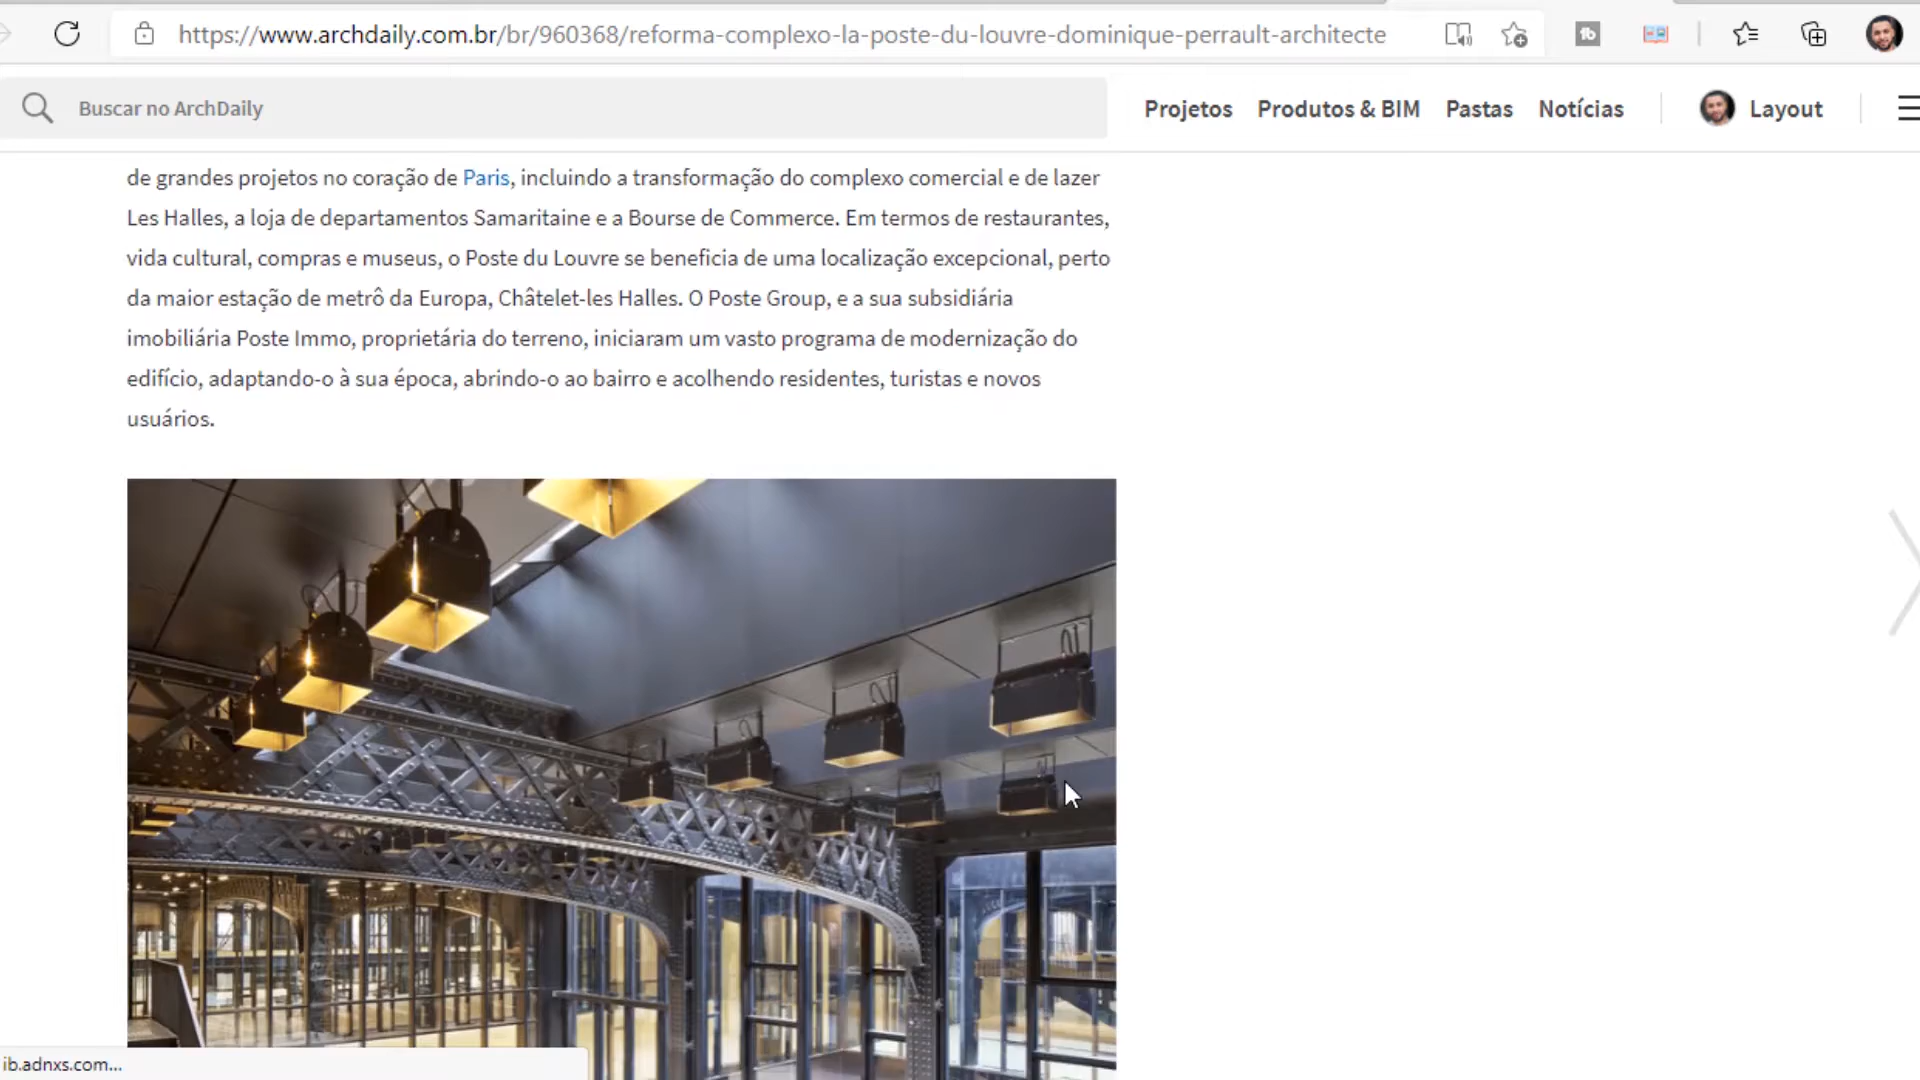 https://www.archdaily.com.br/br/960368/reforma-complexo-la-poste-du-louvre-dominique-perrault-architecte
Buscar no ArchDaily
Projetos
Produtos & BIM
Pastas
Notícias
Layout
de grandes projetos no coração de Paris, incluindo a transformação do complexo comercial e de lazer
Les Halles, a loja de departamentos Samaritaine e a Bourse de Commerce. Em termos de restaurantes,
vida cultural, compras e museus, o Poste du Louvre se beneficia de uma localização excepcional, perto
da maior estação de metrô da Europa, Châtelet-les Halles. O Poste Group, e a sua subsidiária
imobiliária Poste Immo, proprietária do terreno, iniciaram um vasto programa de modernização do
edifício, adaptando-o à sua época, abrindo-o ao bairro e acolhendo residentes, turistas e novos
usuários.
ib.adnxs.com...